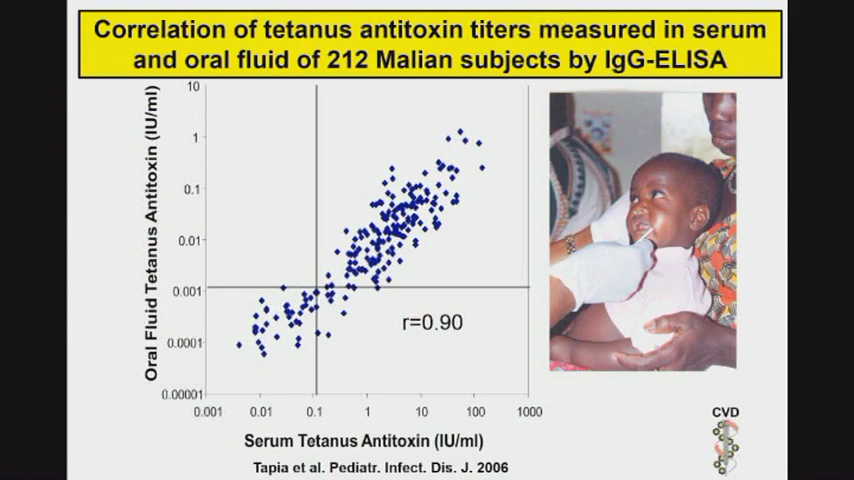 Correlation of tetanus antitoxin titers measured in serum
and oral fluid of 212 Malian subjects by IgG-ELISA
Oral Fluid Tetanus Antitoxin (IU/ml)
10
1
0.1
0.01
0.001
0.0001
0.00001
r=0.90
0.001 0.01 0.1 1 10 100 1000
Serum Tetanus Antitoxin (IU/ml)
Tapia et al. Pediatr. Infect. Dis. J. 2006
CVD